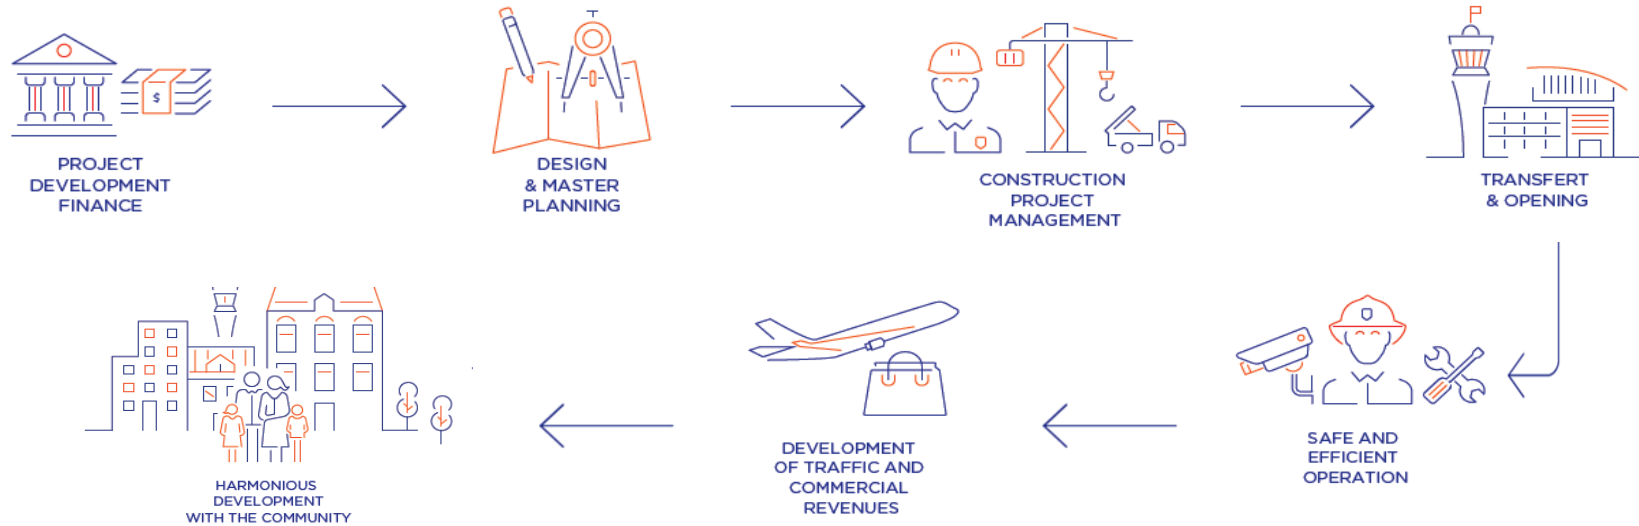 $
PROJECT
DEVELOPMENT
FINANCE
DESIGN
& MASTER
PLANNING
CONSTRUCTION
PROJECT
MANAGEMENT
TRANSFERT
& OPENING
SAFE AND
EFFICIENT
OPERATION
DEVELOPMENT
OF TRAFFIC AND
COMMERCIAL
REVENUES
HARMONIOUS
DEVELOPMENT
WITH THE COMMUNITY